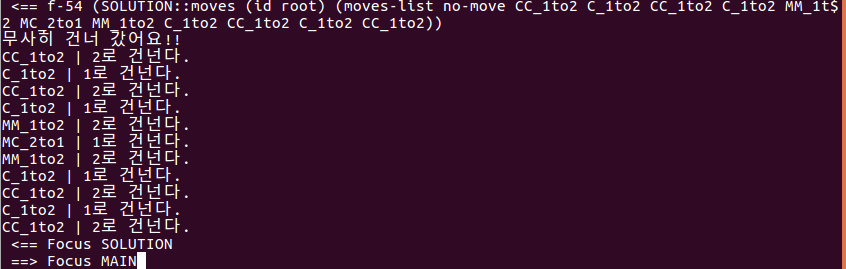 <== f-54 (SOLUTION::moves (id root) (moves-list no-move CC_1to2 C_1to2 CC_1to2 C_1to2 MM_1t$
2 MC_2to1 MM_1to2 C_1to2 CC_1to2 C_1to2 CC_1to2))
무사히 건너 갔어요!!
CC_1to2 | 2로 건넌다.
C_1to2 | 1로 건넌다.
CC_1to2 | 2로 건넌다.
C_1to2 | 1로 건넌다.
MM_1to2 | 2로 건넌다.
MC_2to1 | 1로 건넌다.
MM_1to2 | 2로 건넌다.
C_1to2 | 1로 건넌다.
CC_1to2 | 2로 건넌다.
C_1to2 | 1로 건넌다.
CC_1to2 | 2로 건넌다.
<== Focus SOLUTION
==> Focus MAIN